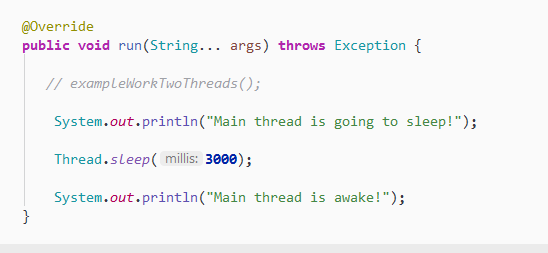 @Override
public void run(String... args) throws Exception {
// exampleWorkTwoThreads();
System.out.println("Main thread is going to sleep!");
Thread.sleep( millis: 3000);
System.out.println("Main thread is awake!");
}